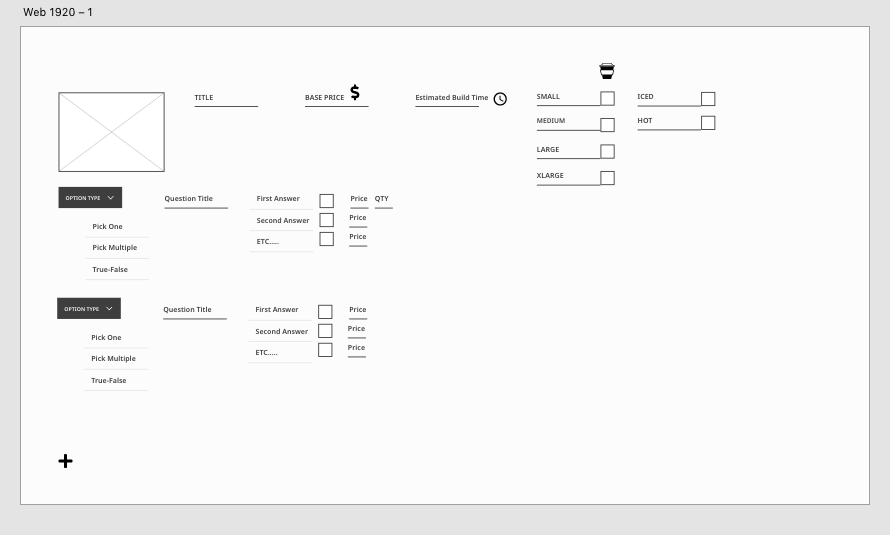 Web 1920 – 1
TITLE
BASE PRICE $
Estimated Build Time
SMALL
ICED
MEDIUM
HOT
LARGE
XLARGE
OPTION TYPE
Question Title
First Answer
Price
QTY
Second Answer
Price
ETC.....
Price
Pick One
Pick Multiple
True-False
OPTION TYPE
Question Title
First Answer
Price
Second Answer
Price
ETC.....
Price
Pick One
Pick Multiple
True-False